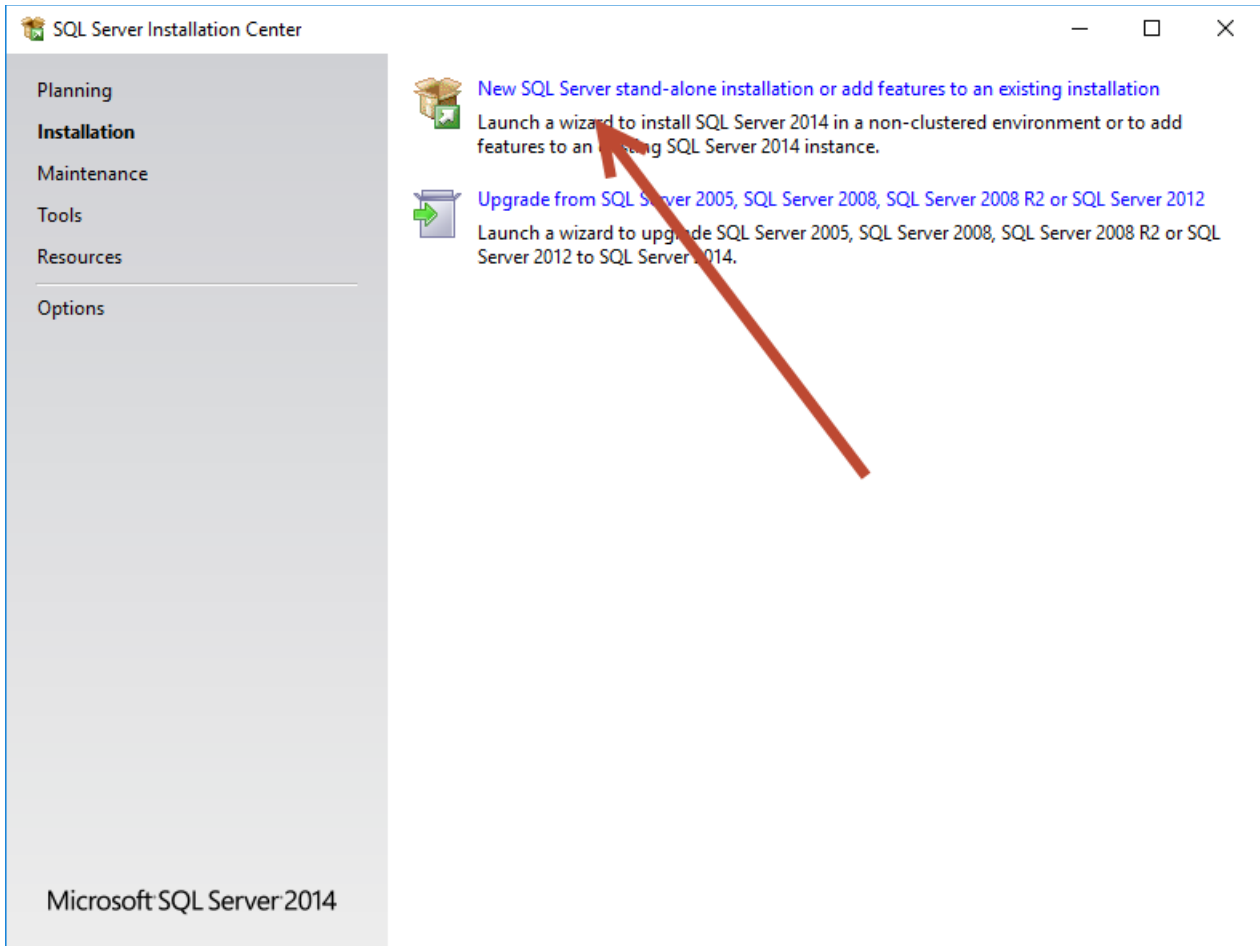 SQL Server Installation Center
Planning
Installation
Maintenance
Tools
Resources
Options
New SQL Server stand-alone installation or add features to an existing installation
Launch a wizard to install SQL Server 2014 in a non-clustered environment or to add
features to an existing SQL Server 2014 instance.
Upgrade from SQL Server 2005, SQL Server 2008, SQL Server 2008 R2 or SQL Server 2012
Launch a wizard to upgrade SQL Server 2005, SQL Server 2008, SQL Server 2008 R2 or SQL
Server 2012 to SQL Server 2014.
Microsoft SQL Server 2014